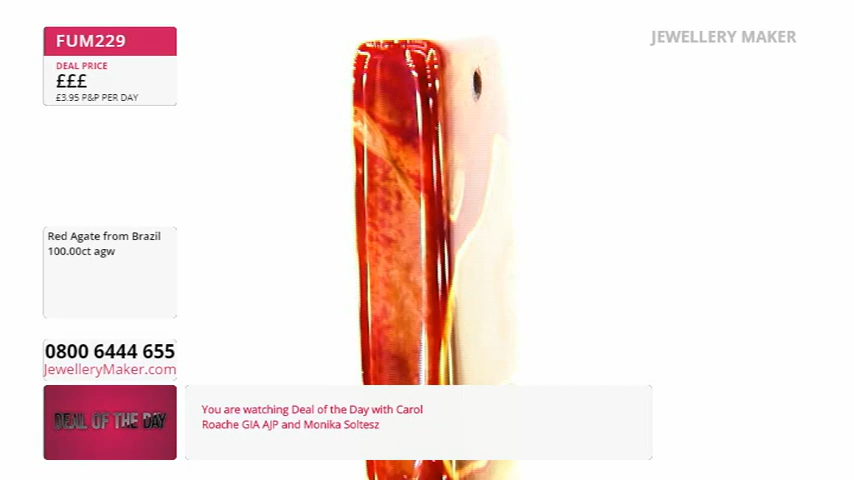 FUM229
DEAL PRICE
£££
£3.95 P&P PER DAY
JEWELLERY MAKER
Red Agate from Brazil
100.00ct agw
0800 6444 655
JewelleryMaker.com
DEAL OF THE DAY
You are watching Deal of the Day with Carol
Roache GIA AJP and Monika Soltesz